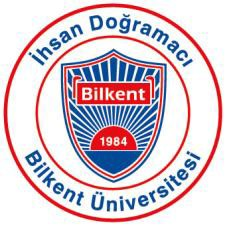 İhsan Doğramacı
Bilkent
1984
Bilkent Üniversitesi